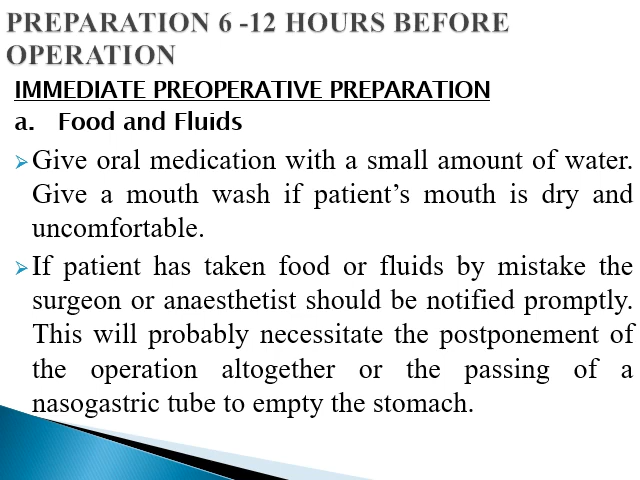 PREPARATION 6 -12 HOURS BEFORE
OPERATION
IMMEDIATE PREOPERATIVE PREPARATION
a. Food and Fluids
Give oral medication with a small amount of water.
Give a mouth wash if patient’s mouth is dry and
uncomfortable.
If patient has taken food or fluids by mistake the
surgeon or anaesthetist should be notified promptly.
This will probably necessitate the postponement of
the operation altogether or the passing of a
nasogastric tube to empty the stomach.